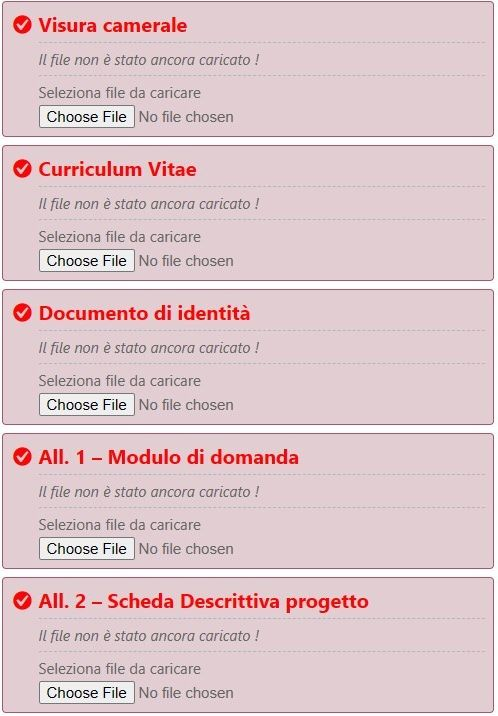 Visura camerale
Il file non è stato ancora caricato !
Seleziona file da caricare
Choose File No file chosen
Curriculum Vitae
Il file non è stato ancora caricato !
Seleziona file da caricare
Choose File No file chosen
Documento di identità
Il file non è stato ancora caricato !
Seleziona file da caricare
Choose File No file chosen
All. 1 – Modulo di domanda
Il file non è stato ancora caricato !
Seleziona file da caricare
Choose File No file chosen
All. 2 – Scheda Descrittiva progetto
Il file non è stato ancora caricato !
Seleziona file da caricare
Choose File No file chosen